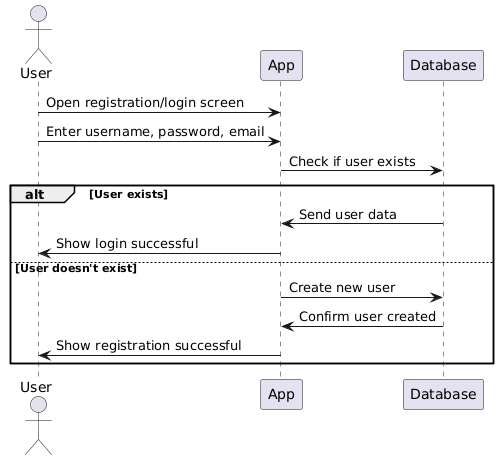 User
App
Database
Open registration/login screen
Enter username, password, email
Check if user exists
alt
[User exists]
Send user data
Show login successful
[User doesn't exist]
Create new user
Confirm user created
Show registration successful
User
App
Database